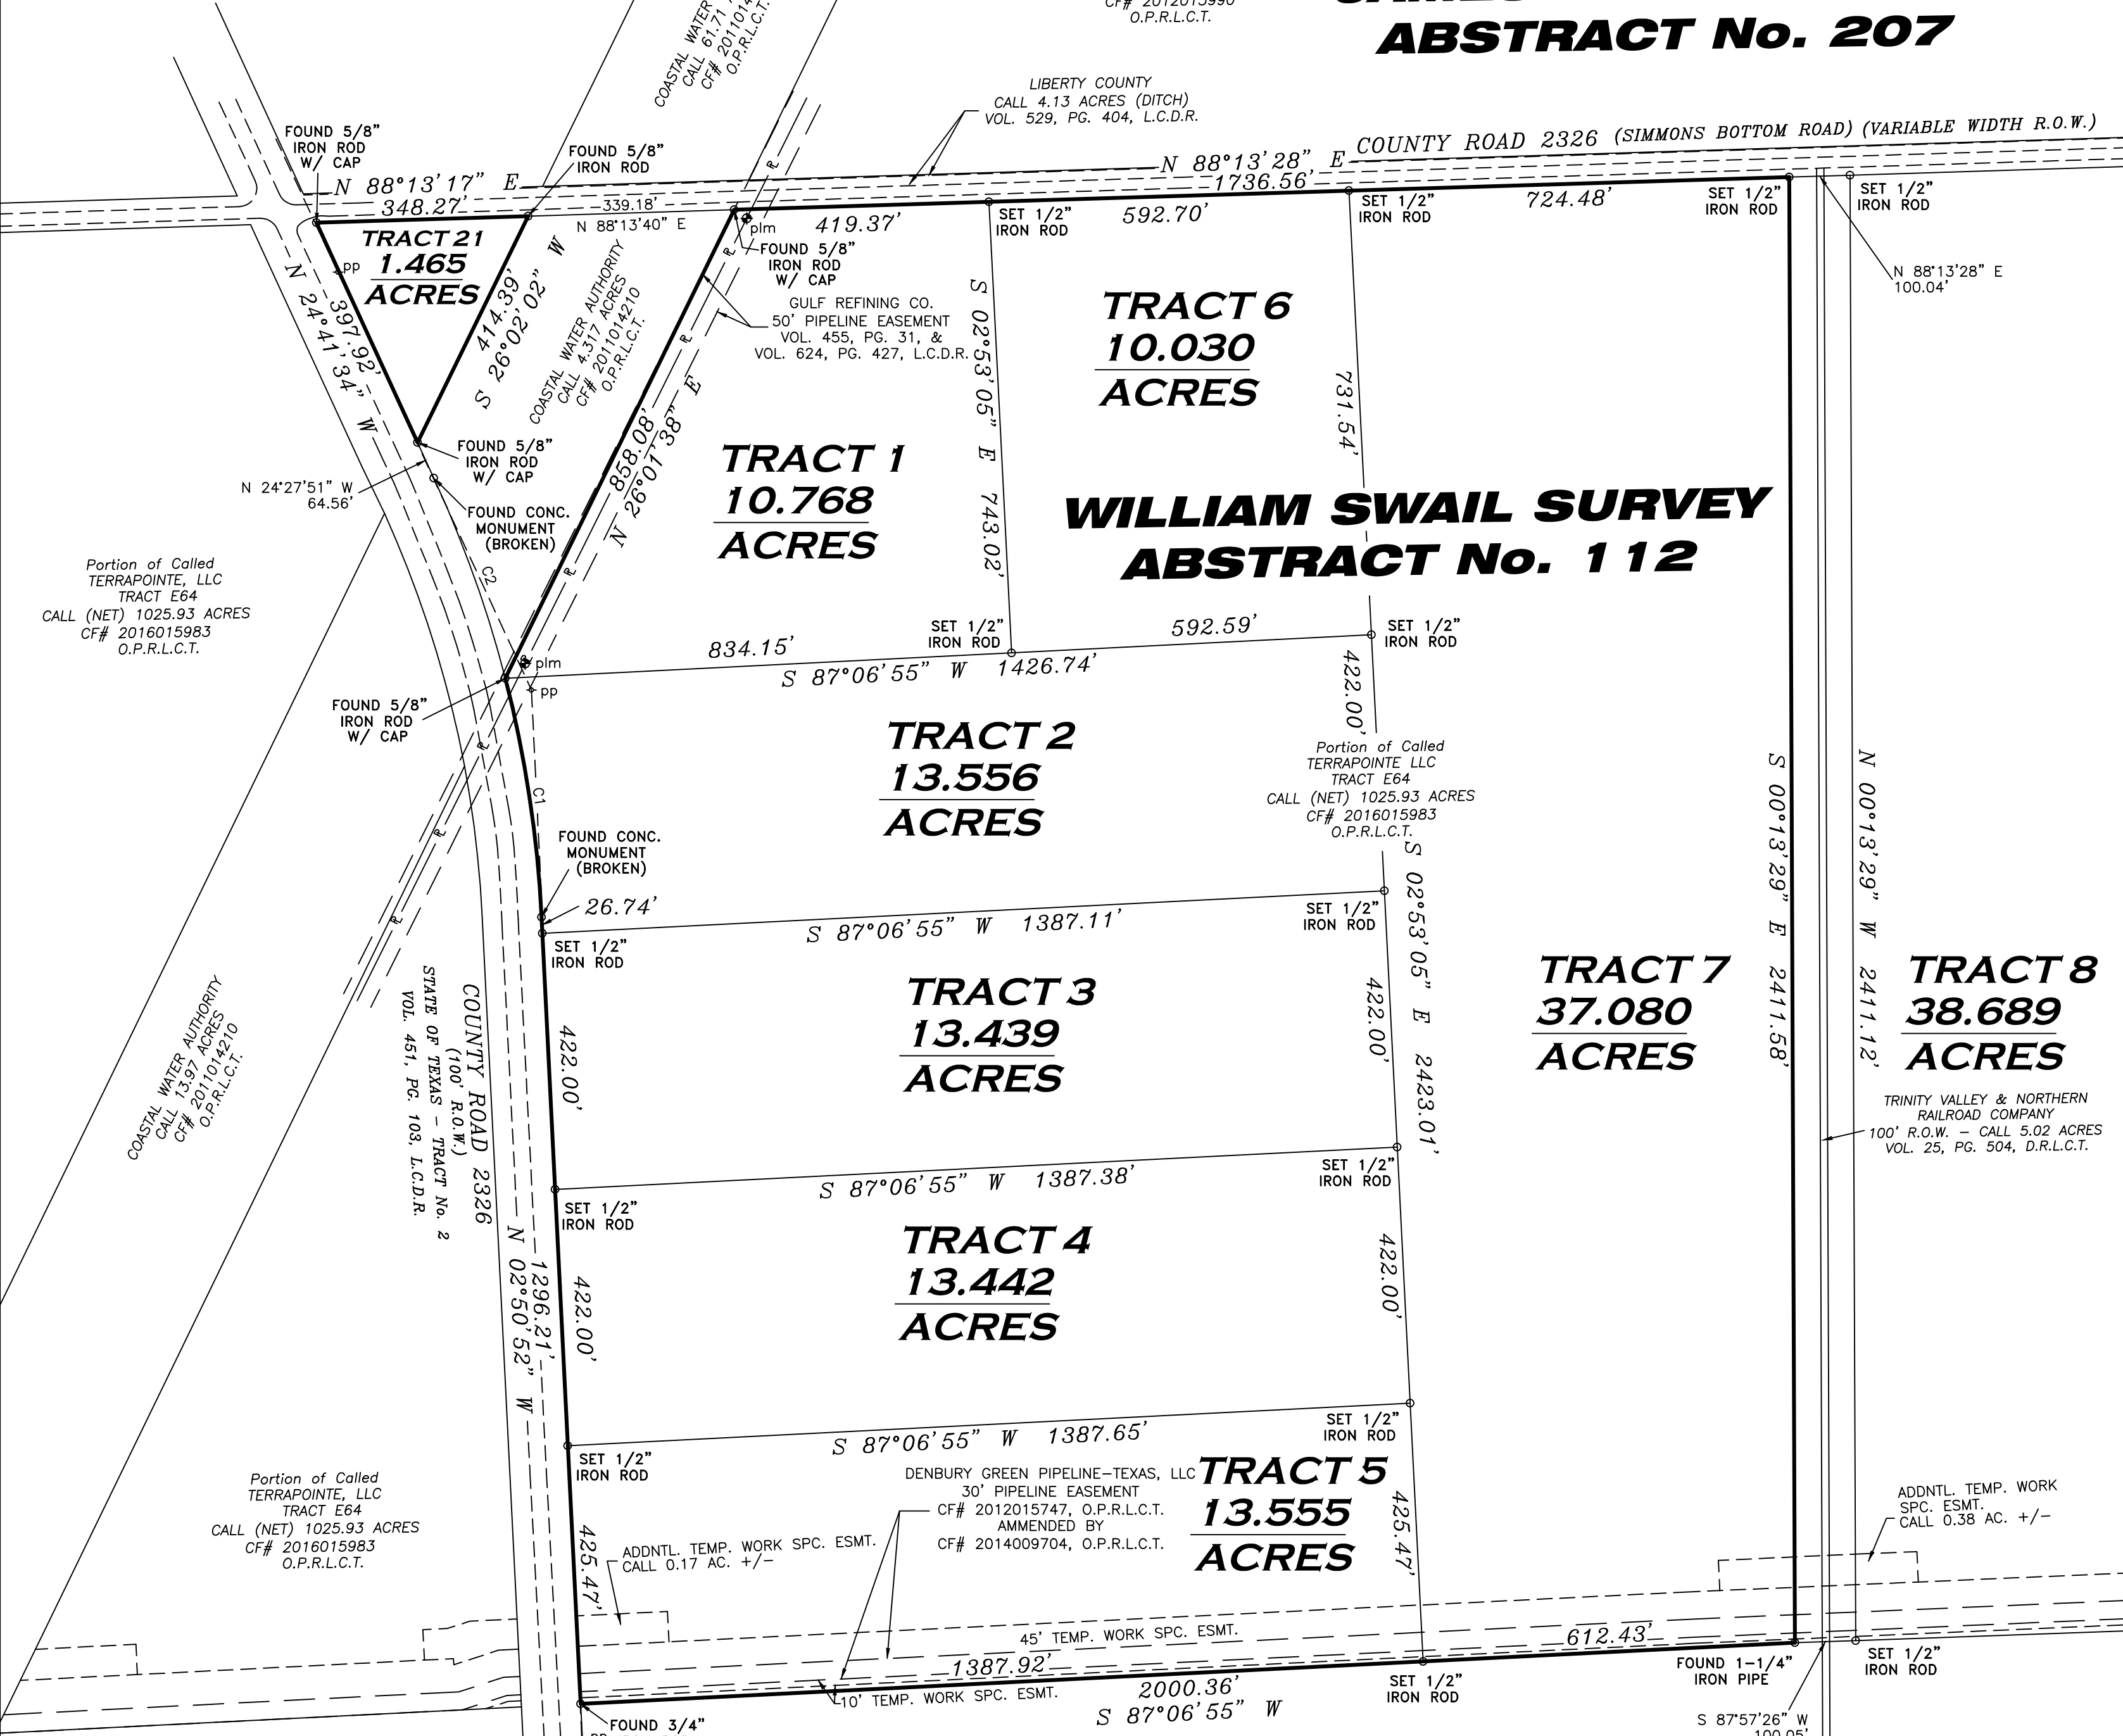 COASTAL WATER
CALL 61.71
CF# 20110142
O.P.R.L.C.T.
CF# 2012015990
O.P.R.L.C.T.
ABSTRACT No. 207
LIBERTY COUNTY
CALL 4.13 ACRES (DITCH)
VOL. 529, PG. 404, L.C.D.R.
COUNTY ROAD 2326 (SIMMONS BOTTOM ROAD) (VARIABLE WIDTH R.O.W.)
FOUND 5/8"
IRON ROD
W/ CAP
FOUND 5/8"
IRON ROD
N 88°13'17" E
348.27'
339.18'
N 88°13'40" E
N 88°13'28" E
1736.56'
419.37'
SET 1/2"
IRON ROD
592.70'
SET 1/2"
IRON ROD
724.48'
SET 1/2"
IRON ROD
SET 1/2"
IRON ROD
N 88°13'28" E
100.04'
TRACT 21
1.465
ACRES
pp
N 24°41'34" W
397.92'
414.39'
S 26°02'02" W
COASTAL WATER AUTHORITY
CALL 4.317 ACRES
CF# 2011014210
O.P.R.L.C.T.
plm
FOUND 5/8"
IRON ROD
W/ CAP
GULF REFINING CO.
50' PIPELINE EASEMENT
VOL. 455, PG. 31, &
VOL. 624, PG. 427, L.C.D.R.
858.08'
N 26°01'38" E
S 02°53'05" E 743.02'
TRACT 6
10.030
ACRES
731.54'
TRACT 1
10.768
ACRES
WILLIAM SWAIL SURVEY
ABSTRACT No. 112
FOUND 5/8"
IRON ROD
W/ CAP
N 24°27'51" W
64.56'
FOUND CONC.
MONUMENT
(BROKEN)
C2
Portion of Called
TERRAPOINTE, LLC
TRACT E64
CALL (NET) 1025.93 ACRES
CF# 2016015983
O.P.R.L.C.T.
SET 1/2"
IRON ROD
592.59'
SET 1/2"
IRON ROD
834.15'
S 87°06'55" W 1426.74'
plm
pp
FOUND 5/8"
IRON ROD
W/ CAP
422.00'
TRACT 2
13.556
ACRES
Portion of Called
TERRAPOINTE LLC
TRACT E64
CALL (NET) 1025.93 ACRES
CF# 2016015983
O.P.R.L.C.T.
C1
FOUND CONC.
MONUMENT
(BROKEN)
26.74'
SET 1/2"
IRON ROD
S 87°06'55" W 1387.11'
SET 1/2"
IRON ROD
S 02°53'05" E 2423.01'
S 00°13'29" E 2411.58'
N 00°13'29" W 2411.12'
TRACT 3
13.439
ACRES
422.00'
422.00'
TRACT 7
37.080
ACRES
TRACT 8
38.689
ACRES
TRINITY VALLEY & NORTHERN
RAILROAD COMPANY
100' R.O.W. - CALL 5.02 ACRES
VOL. 25, PG. 504, D.R.L.C.T.
COASTAL WATER AUTHORITY
CALL 13.97 ACRES
CF# 2011014210
O.P.R.L.C.T.
COUNTY ROAD 2326
(100' R.O.W.)
STATE OF TEXAS - TRACT No. 2
VOL. 451, PG. 103, L.C.D.R.
SET 1/2"
IRON ROD
S 87°06'55" W 1387.38'
SET 1/2"
IRON ROD
N 02°50'52" W
1296.21'
422.00'
TRACT 4
13.442
ACRES
422.00'
SET 1/2"
IRON ROD
S 87°06'55" W 1387.65'
SET 1/2"
IRON ROD
Portion of Called
TERRAPOINTE, LLC
TRACT E64
CALL (NET) 1025.93 ACRES
CF# 2016015983
O.P.R.L.C.T.
425.47'
ADDNTL. TEMP. WORK SPC. ESMT.
CALL 0.17 AC. +/-
DENBURY GREEN PIPELINE-TEXAS, LLC
30' PIPELINE EASEMENT
CF# 2012015747, O.P.R.L.C.T.
AMMENDED BY
CF# 2014009704, O.P.R.L.C.T.
TRACT 5
13.555
ACRES
425.47'
ADDNTL. TEMP. WORK
SPC. ESMT.
CALL 0.38 AC. +/-
45' TEMP. WORK SPC. ESMT.
1387.92'
612.43'
10' TEMP. WORK SPC. ESMT.
2000.36'
S 87°06'55" W
SET 1/2"
IRON ROD
FOUND 1-1/4"
IRON PIPE
SET 1/2"
IRON ROD
FOUND 3/4"
S 87°57'26" W
100.05'